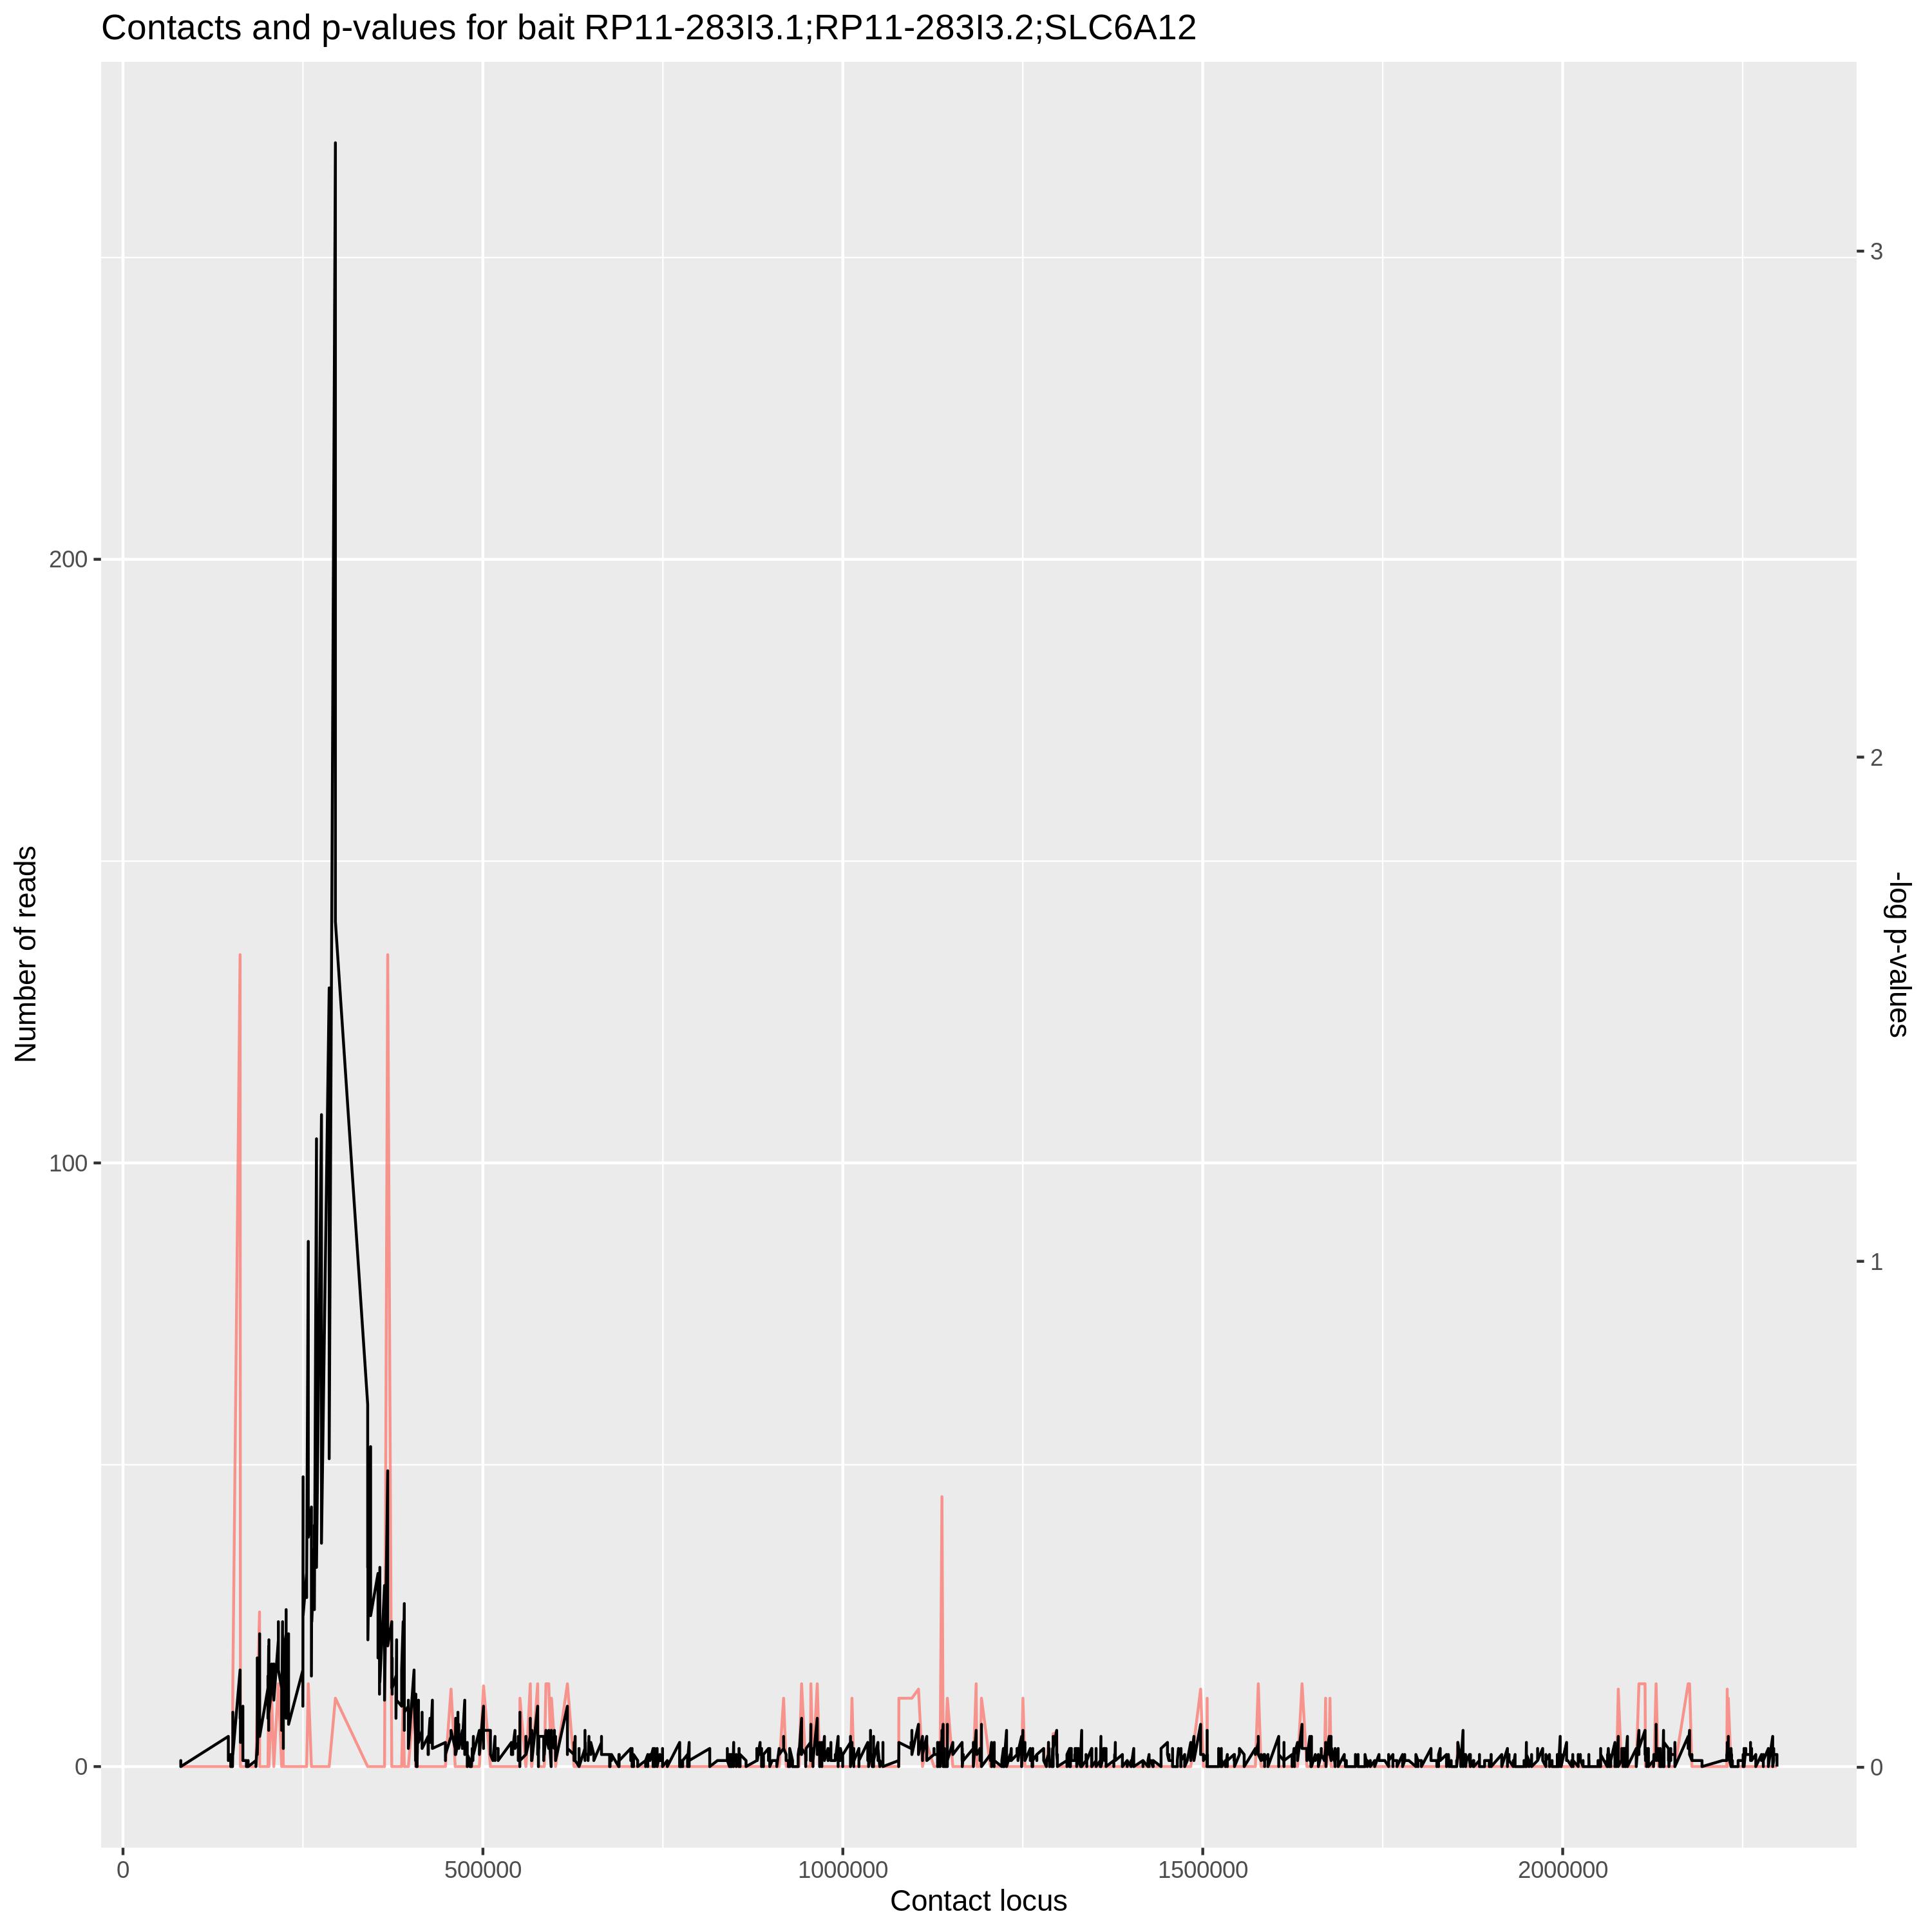 Contacts and p-values for bait RP11-283I3.1;RP11-283I3.2;SLC6A12
Number of reads
200
100
0
3
2
1
0
-log p-values
0 500000 1000000 1500000 2000000
Contact locus